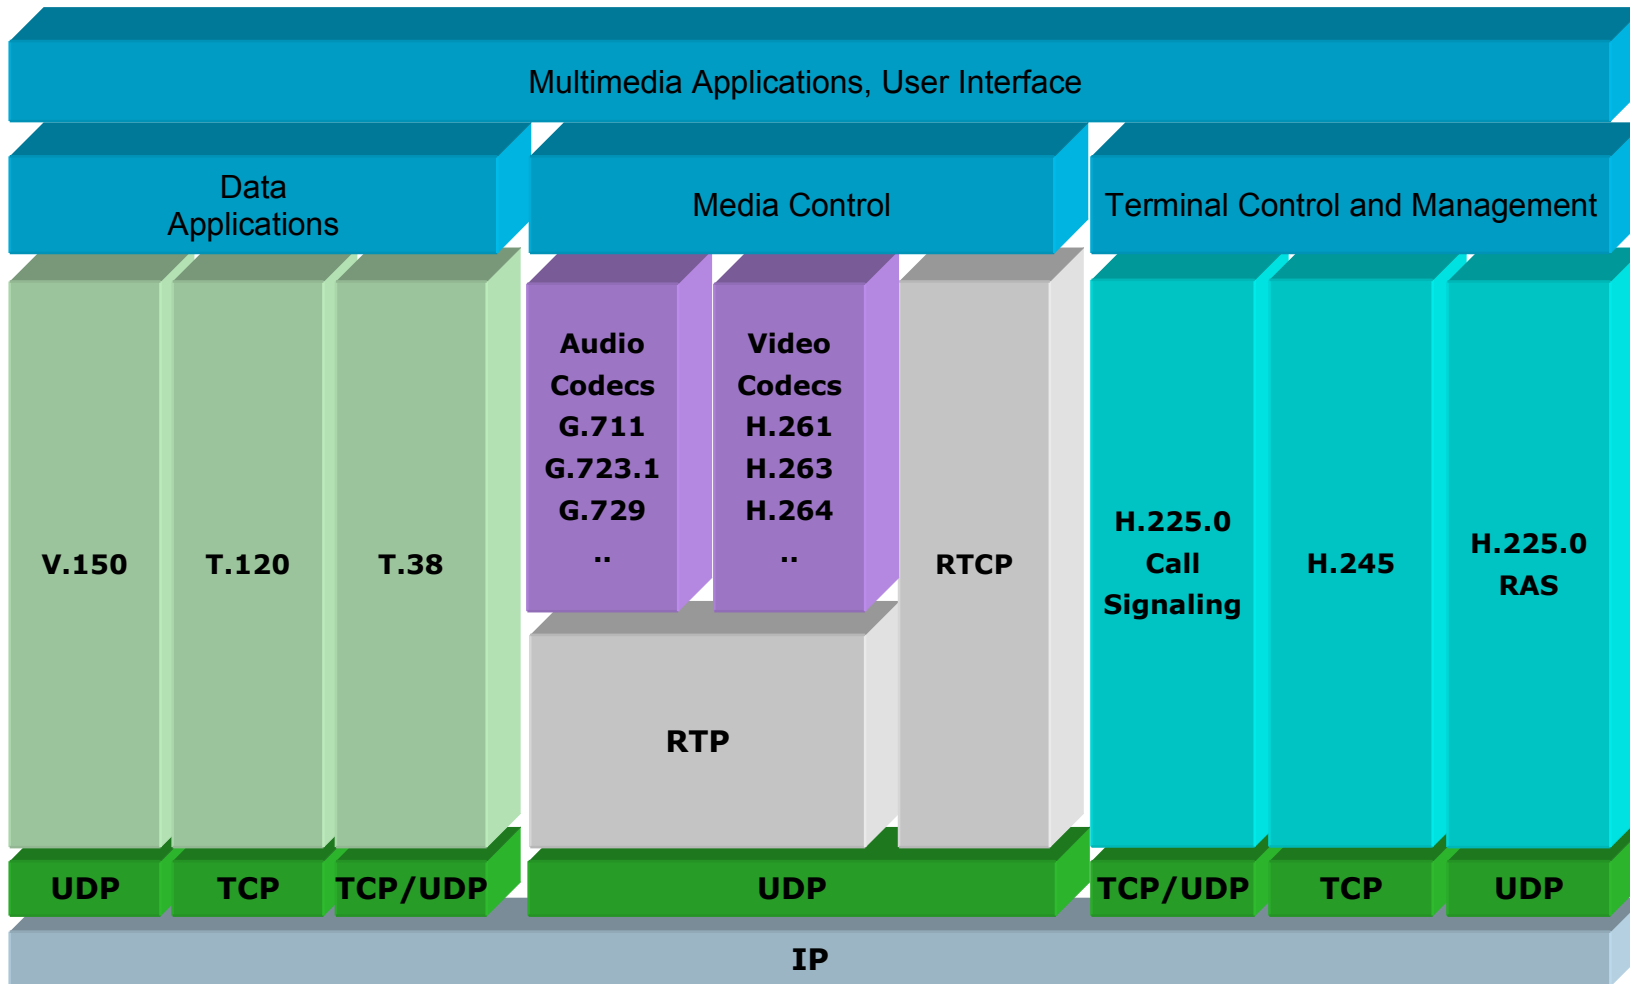 Multimedia Applications, User Interface
Data
Applications
Media Control
Terminal Control and Management
V.150
T.120
T.38
Audio
Codecs
G.711
G.723.1
G.729
..
Video
Codecs
H.261
H.263
H.264
..
RTP
RTCP
H.225.0
Call
Signaling
H.245
H.225.0
RAS
UDP
TCP
TCP/UDP
UDP
TCP/UDP
TCP
UDP
IP